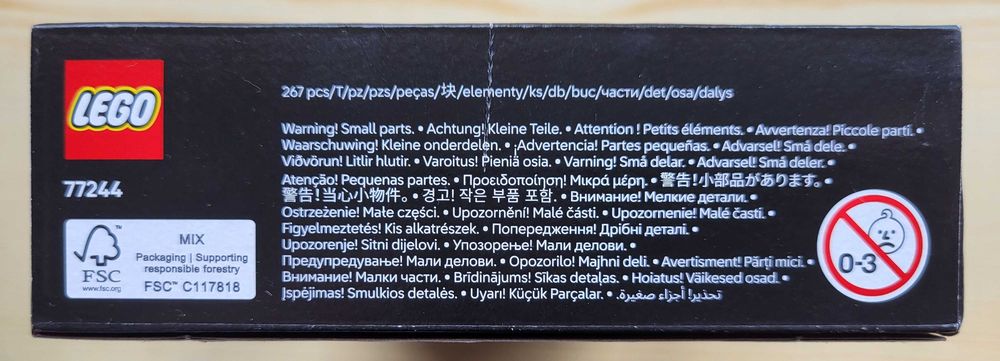 LEGO
77244
FSC™
www.fsc.org
MIX
Packaging | Supporting
responsible forestry
FSC™ C117818
267 pcs/T/pz/pzs/peças/块/elementy/ks/db/buc/части/det/osa/dalys
Warning! Small parts. • Achtung! Kleine Teile. • Attention ! Petits éléments. • Avvertenza! Piccole parti. •
Waarschuwing! Kleine onderdelen. • ¡Advertencia! Partes pequeñas. • Advarsel! Små dele. •
Viðvörun! Litlir hlutir. • Varoitus! Pieniä osia. • Varning! Små delar. • Advarsel! Små deler. •
Atenção! Pequenas partes. • Προειδοποίηση! Μικρά μέρη. • 警告!小部品があります。 •
警告!当心小物件。 • 경고! 작은 부품 포함. • Внимание! Мелкие детали. •
Ostrzeżenie! Małe części. • Upozornění! Malé části. • Upozornenie! Malé časti. •
Figyelmeztetés! Kis alkatrészek. • Попередження! Дрібні деталі. •
Upozorenje! Sitni dijelovi. • Упозорење! Мали делови. •
Предупредување! Мали делови. • Opozorilo! Majhni deli. • Avertisment! Părți mici. •
Внимание! Малки части. • Brīdinājums! Sīkas detaļas. • Hoiatus! Väikesed osad. •
Įspėjimas! Smulkios detalės. • Uyarı! Küçük Parçalar. • تحذير! أجزاء صغيرة.
0-3